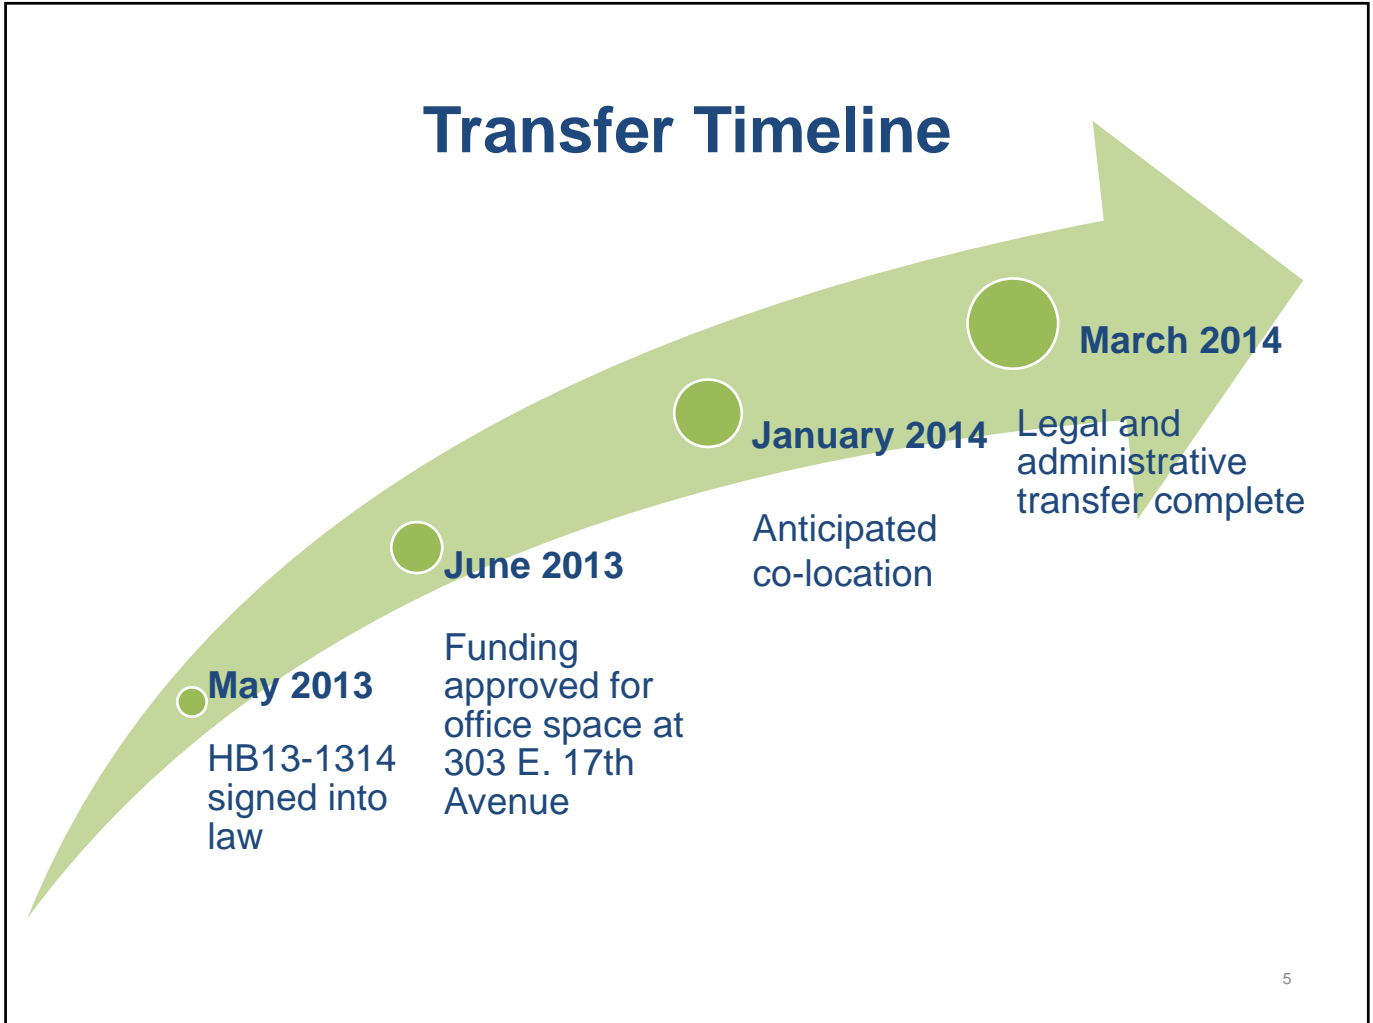 Transfer Timeline
May 2013
HB13-1314
signed into
law
June 2013
Funding
approved for
office space at
303 E. 17th
Avenue
January 2014
Anticipated
co-location
March 2014
Legal and
administrative
transfer complete
5